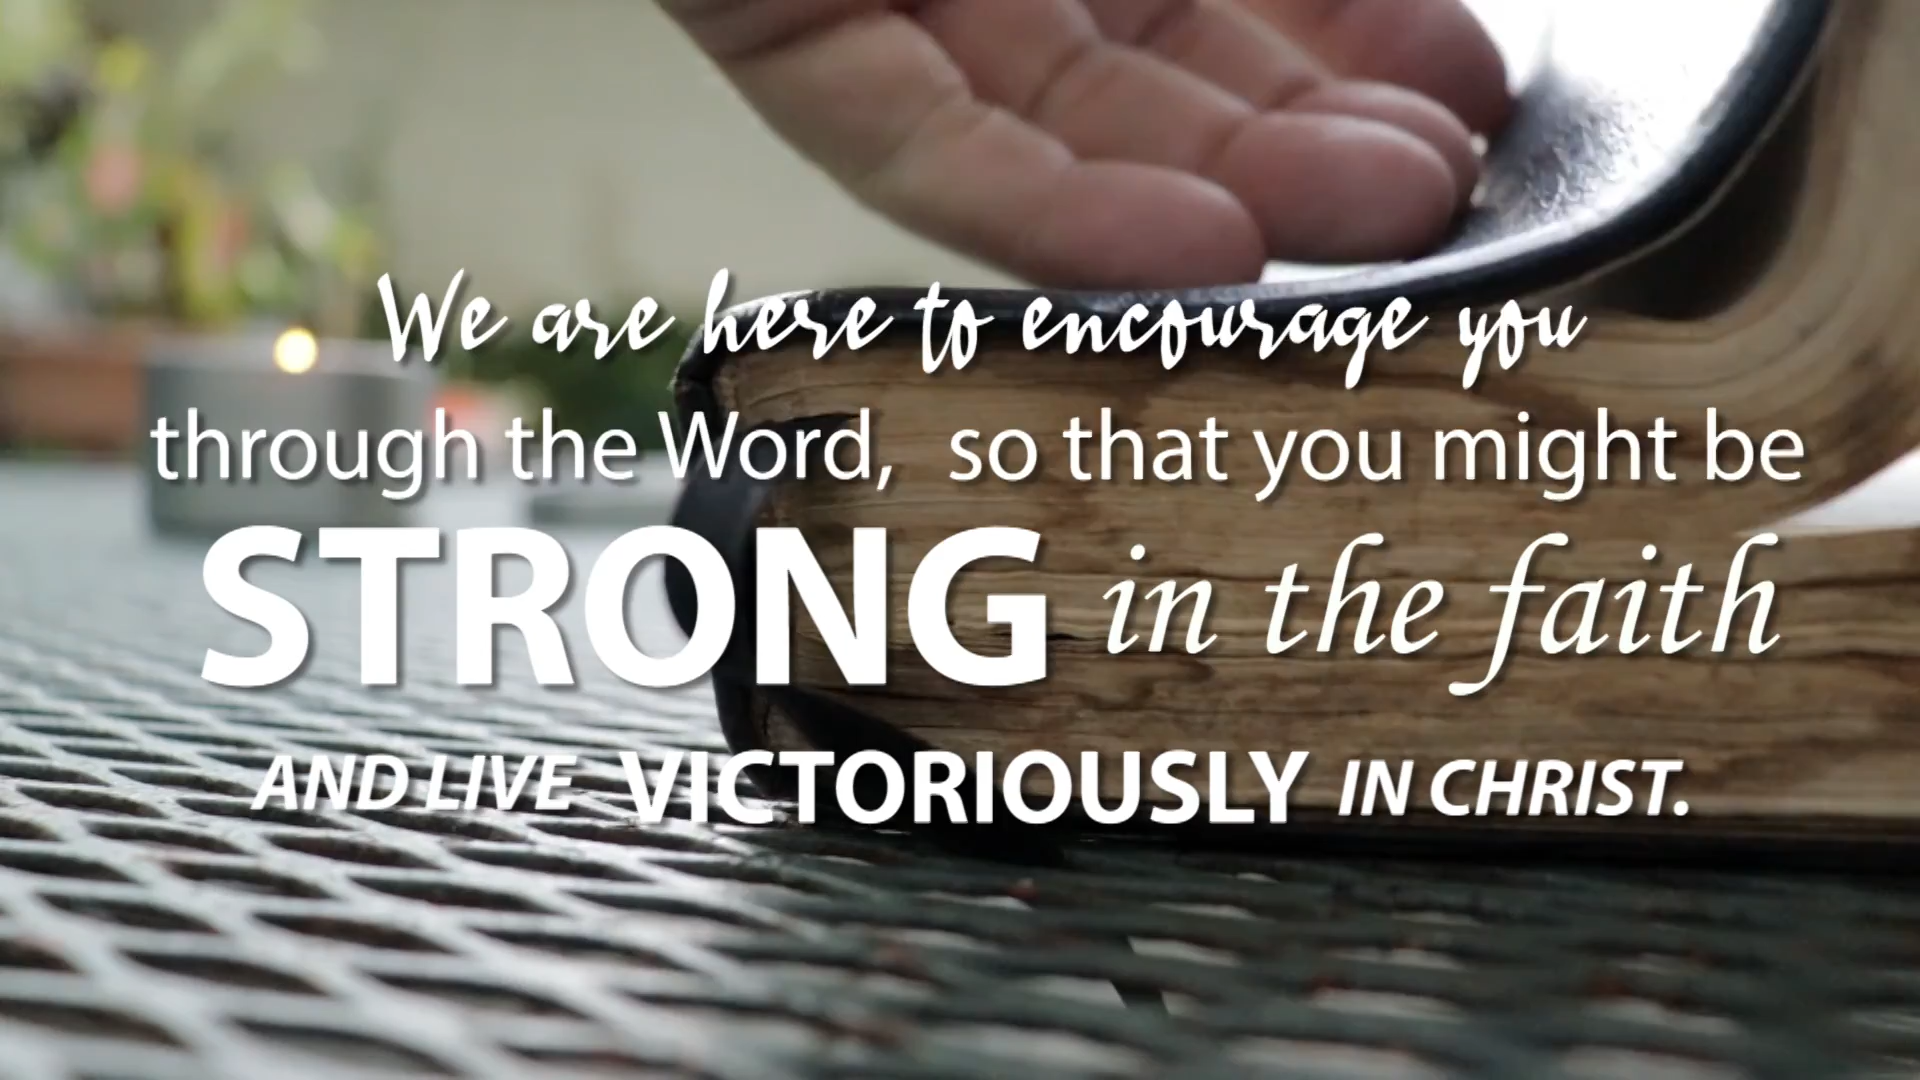 We are here to encourage you
through the Word, so that you might be
STRONG in the faith
AND LIVE VICTORIOUSLY IN CHRIST.